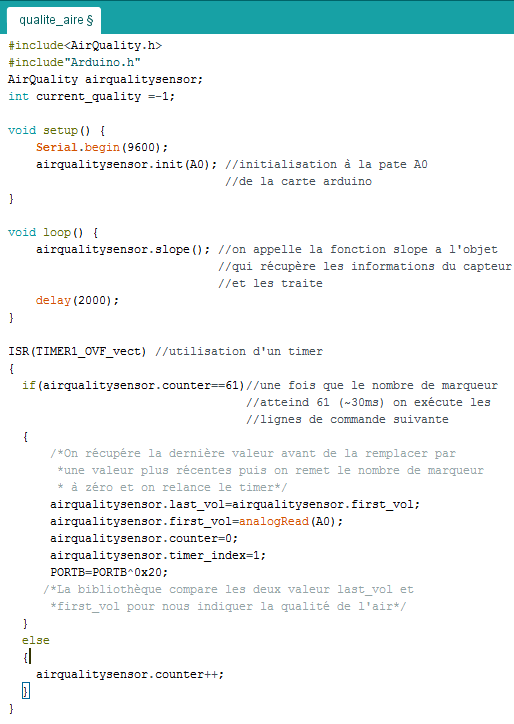 qualite_aire §
#include<AirQuality.h>
#include"Arduino.h"
AirQuality airqualitysensor;
int current_quality =-1;
void setup() {
Serial.begin(9600);
airqualitysensor.init(A0); //initialisation à la pate A0
//de la carte arduino
}
void loop() {
airqualitysensor.slope(); //on appelle la fonction slope a l'objet
//qui récupère les informations du capteur
//et les traite
delay(2000);
}
ISR(TIMER1_OVF_vect) //utilisation d'un timer
{
if(airqualitysensor.counter==61)//une fois que le nombre de marqueur
//atteind 61 (~30ms) on exécute les
//lignes de commande suivante
{
/*On récupére la dernière valeur avant de la remplacer par
*une valeur plus récentes puis on remet le nombre de marqueur
* à zéro et on relance le timer*/
airqualitysensor.last_vol=airqualitysensor.first_vol;
airqualitysensor.first_vol=analogRead(A0);
airqualitysensor.counter=0;
airqualitysensor.timer_index=1;
PORTB=PORTB^0x20;
/*La bibliothèque compare les deux valeur last_vol et
*first_vol pour nous indiquer la qualité de l'air*/
}
else
{
airqualitysensor.counter++;
}
}